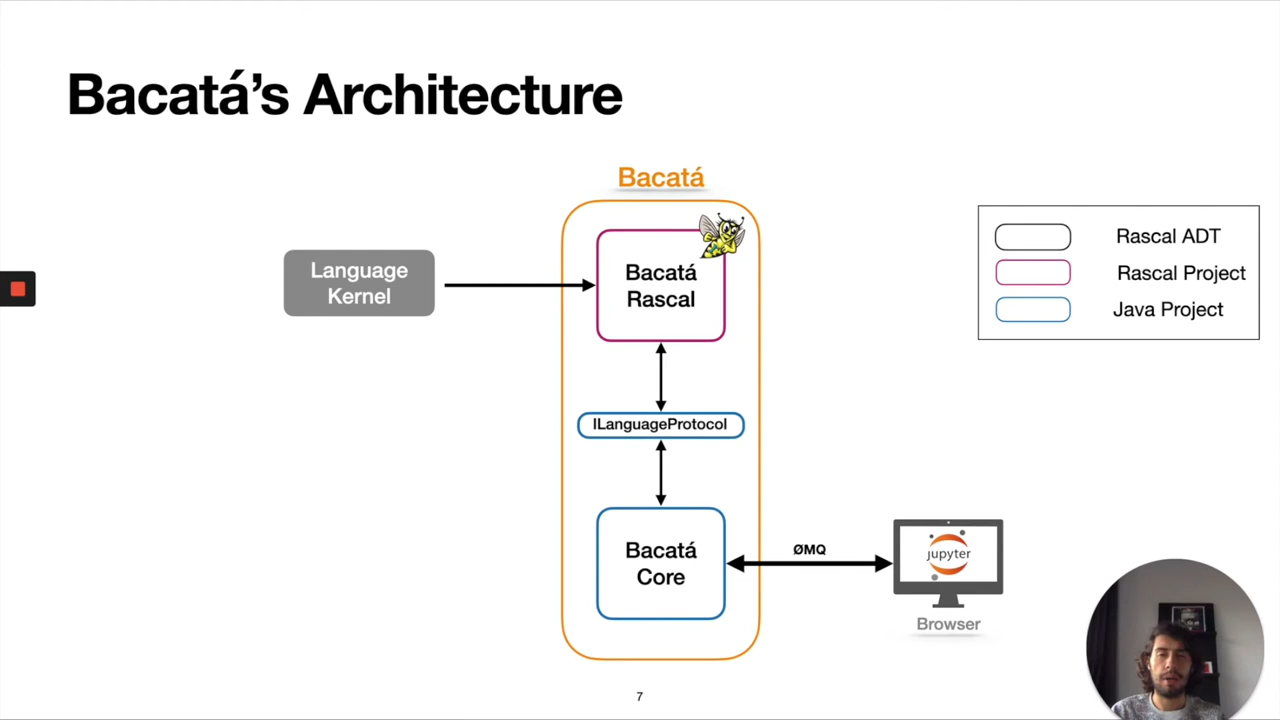 Bacatá's Architecture
Bacatá
Language
Kernel
Bacatá
Rascal
Rascal ADT
Rascal Project
Java Project
ILanguageProtocol
Bacatá
Core
ØMQ
jupyter
Browser
7